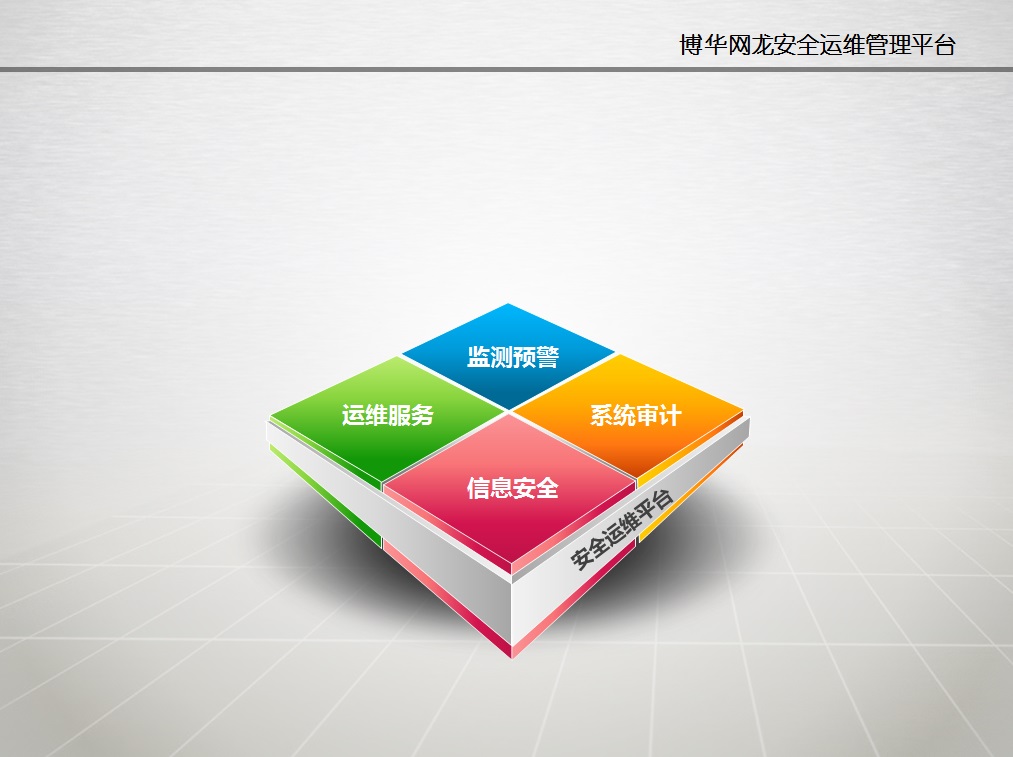 博华网龙安全运维管理平台
监测预警
运维服务
系统审计
信息安全
安全运维平台